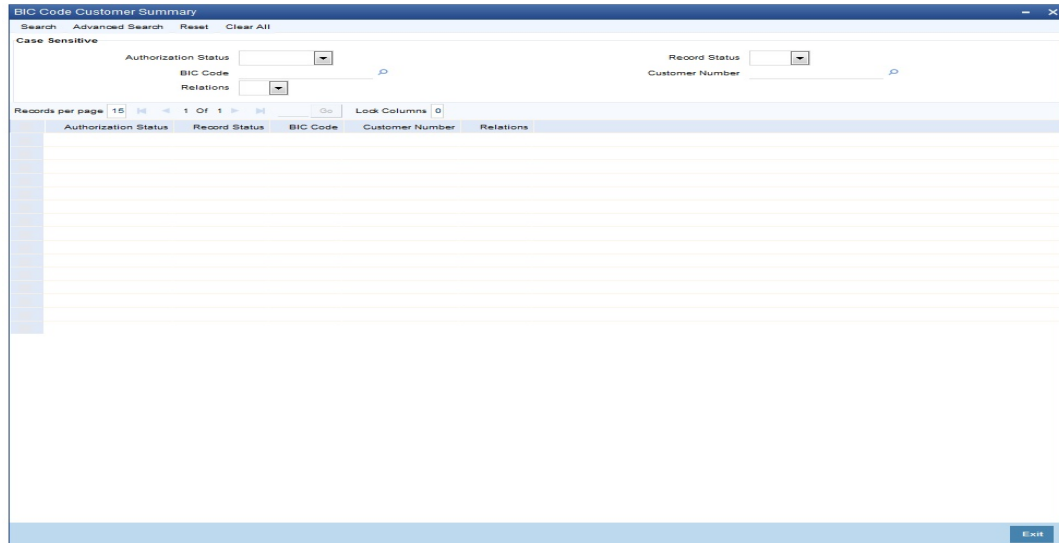 BIC Code Customer Summary
Search Advanced Search Reset Clear All
Case Sensitive
Authorization Status Record Status
BIC Code Customer Number
Relations
Records per page 15 1 Of 1 Go Lock Columns 0
Authorization Status Record Status BIC Code Customer Number Relations
Exit